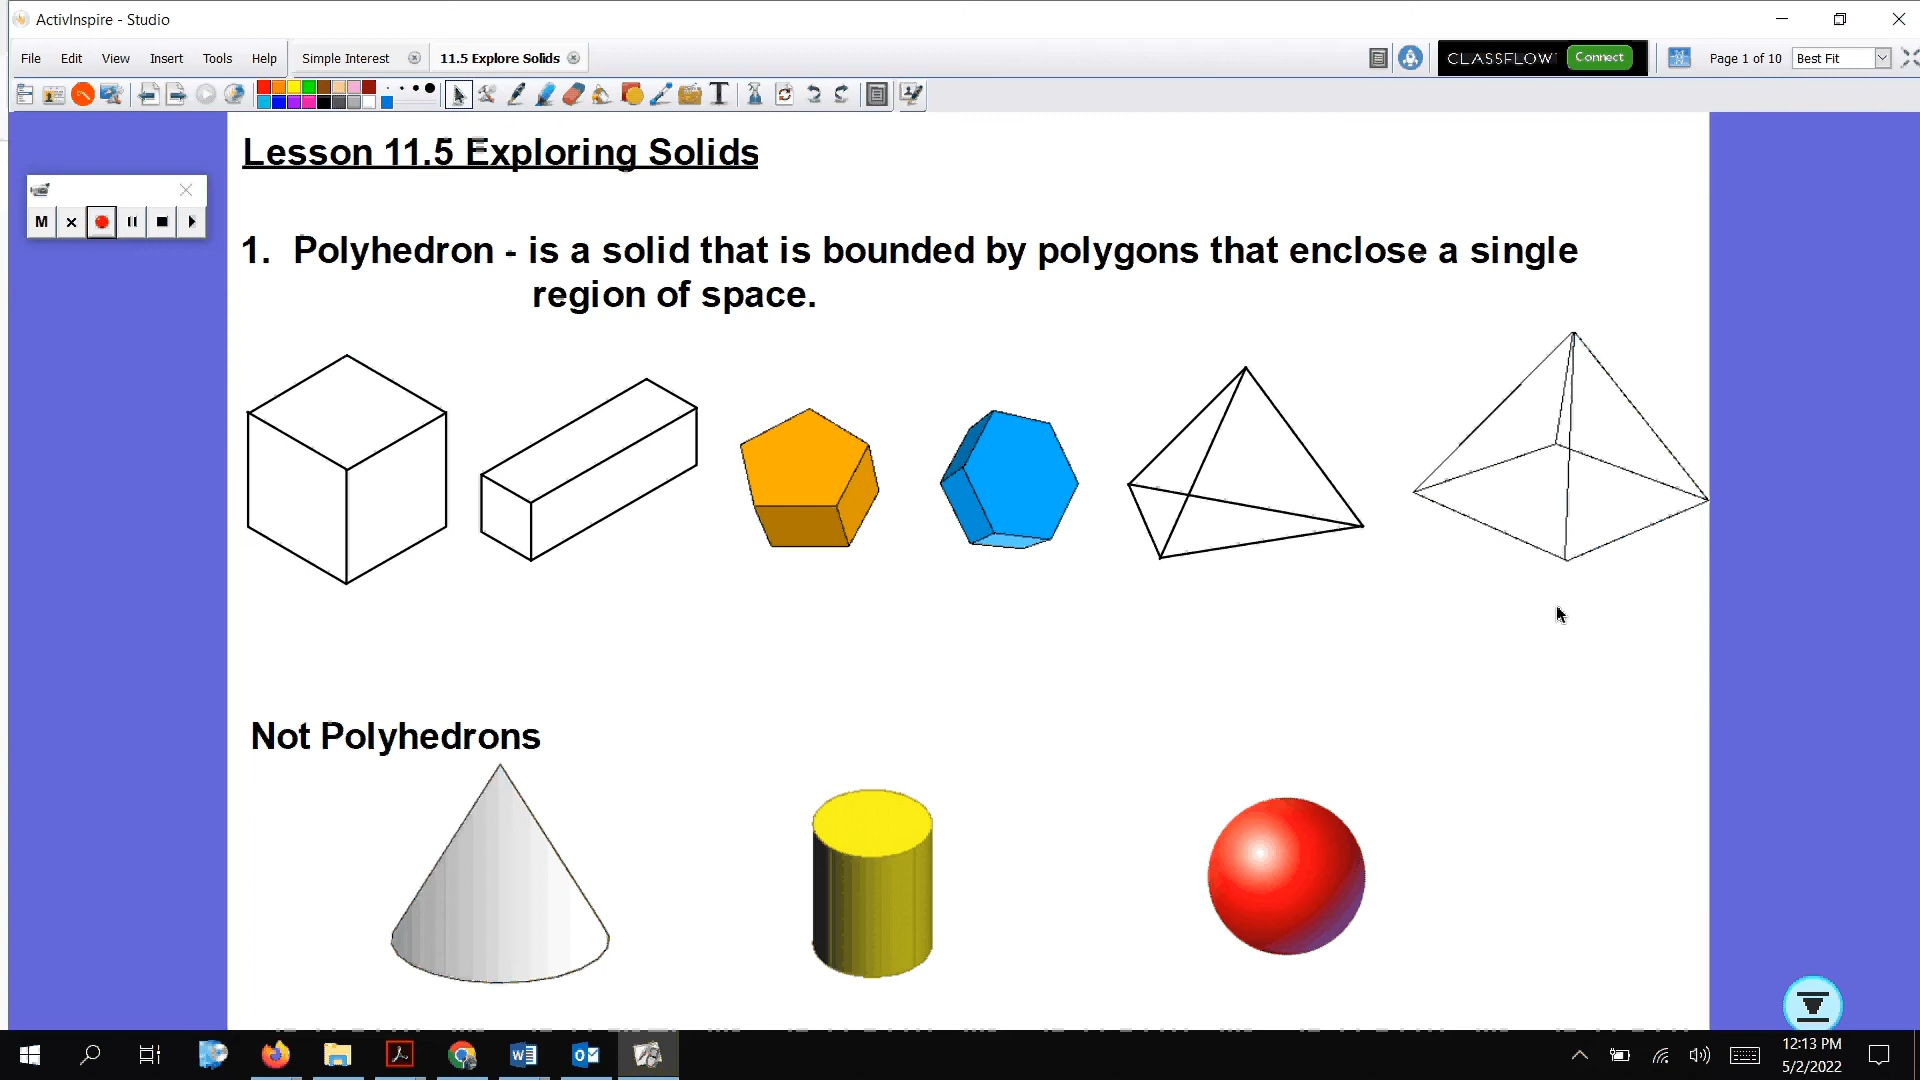 ActivInspire - Studio
File Edit View Insert Tools Help Simple Interest 11.5 Explore Solids CLASSFLOW Connect Page 1 of 10 Best Fit
T
Lesson 11.5 Exploring Solids
M
1. Polyhedron - is a solid that is bounded by polygons that enclose a single
region of space.
Not Polyhedrons
12:13 PM
5/2/2022